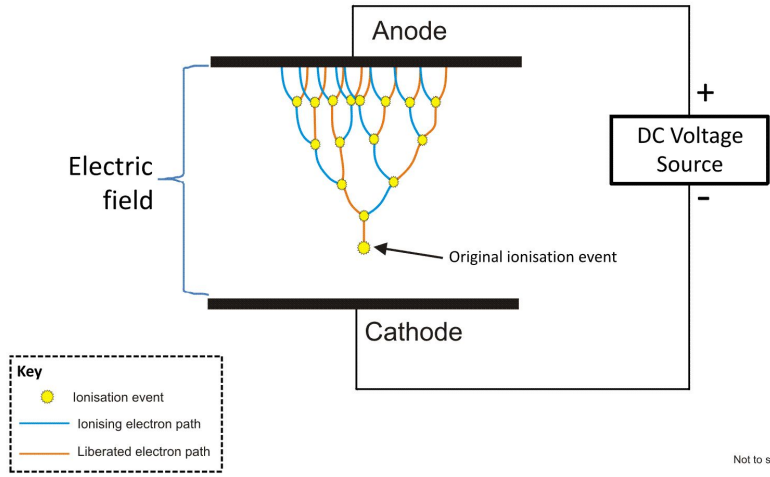 Anode
+
DC Voltage
Source
-
Electric
field
Original ionisation event
Cathode
Key
Ionisation event
Ionising electron path
Liberated electron path
Not to s